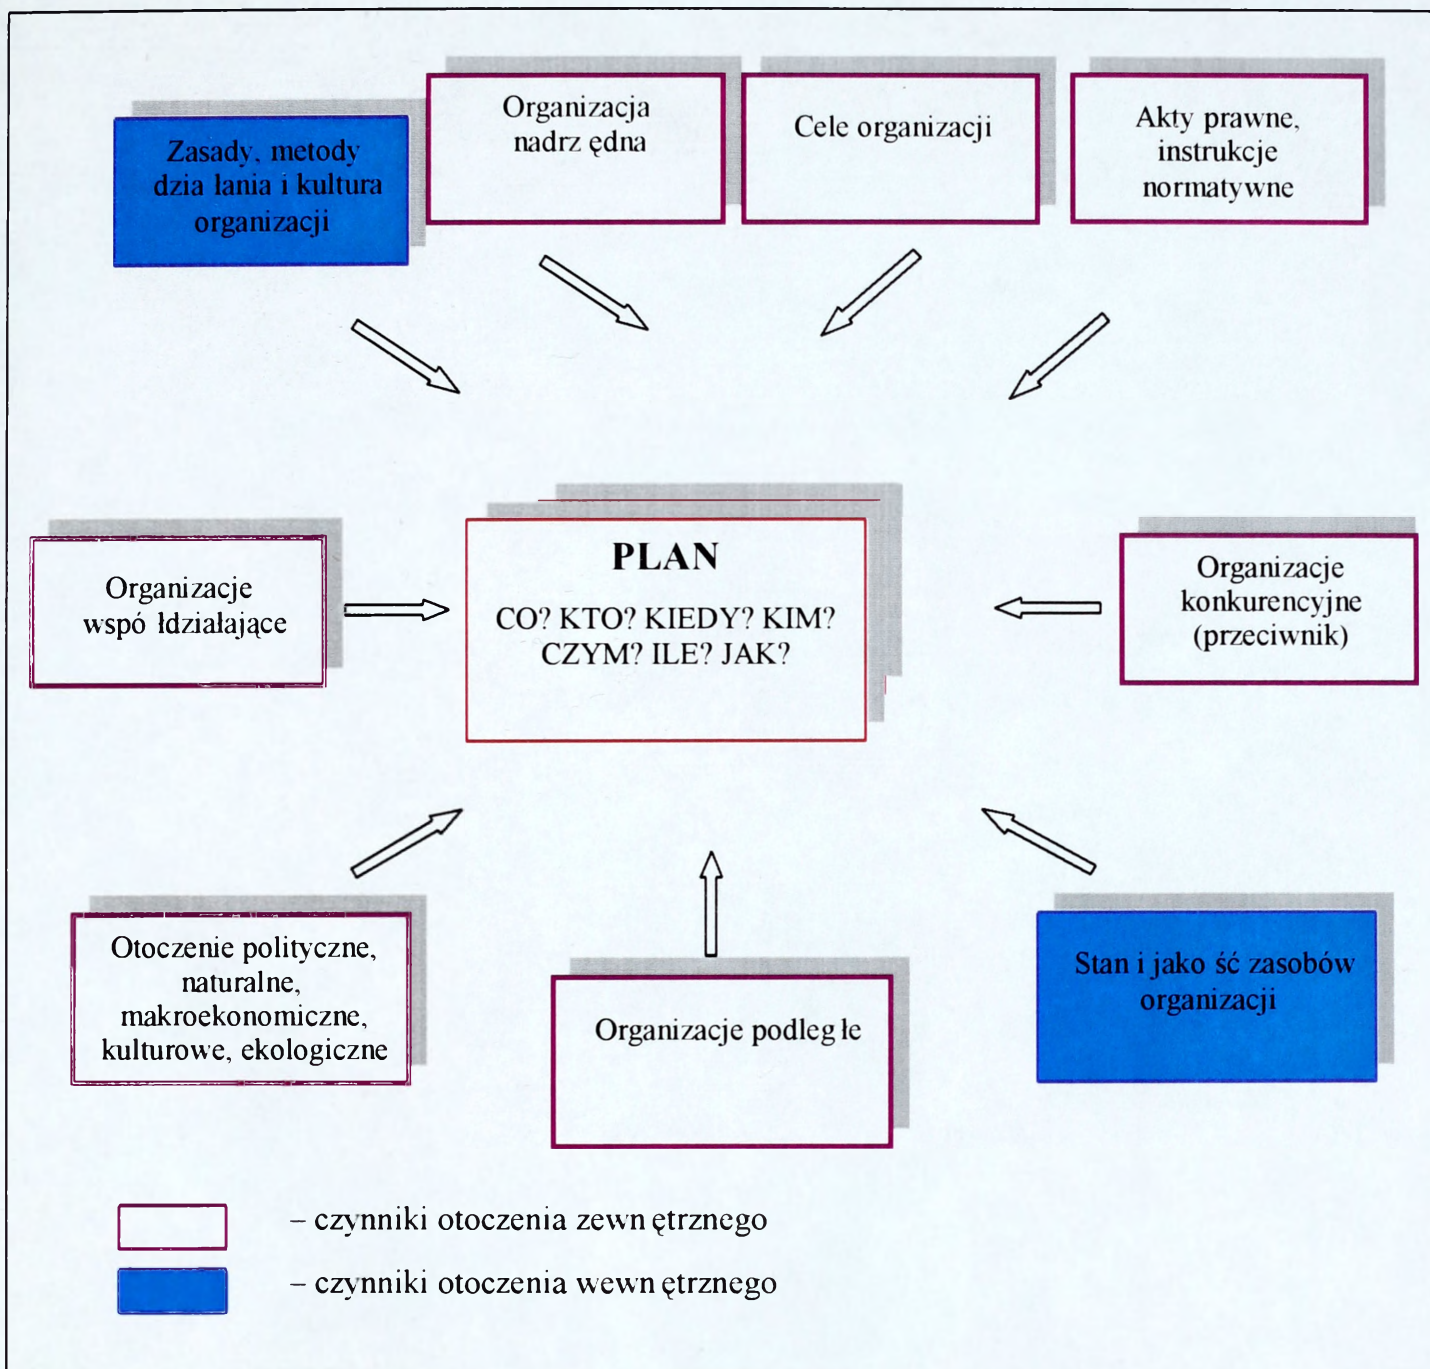 Zasady, metody
dzia łania i kultura
organizacji
Organizacja
nadrz ędna
Cele organizacji
Akty prawne,
instrukcje
normatywne
Organizacje
wspó łdziałające
PLAN
CO? KTO? KIEDY? KIM?
CZYM? ILE? JAK?
Organizacje
konkurencyjne
(przeciwnik)
Otoczenie polityczne,
naturalne,
makroekonomiczne,
kulturowe, ekologiczne
Organizacje podleg łe
Stan i jako ść zasobów
organizacji
– czynniki otoczenia zewn ętrznego
– czynniki otoczenia wewn ętrznego